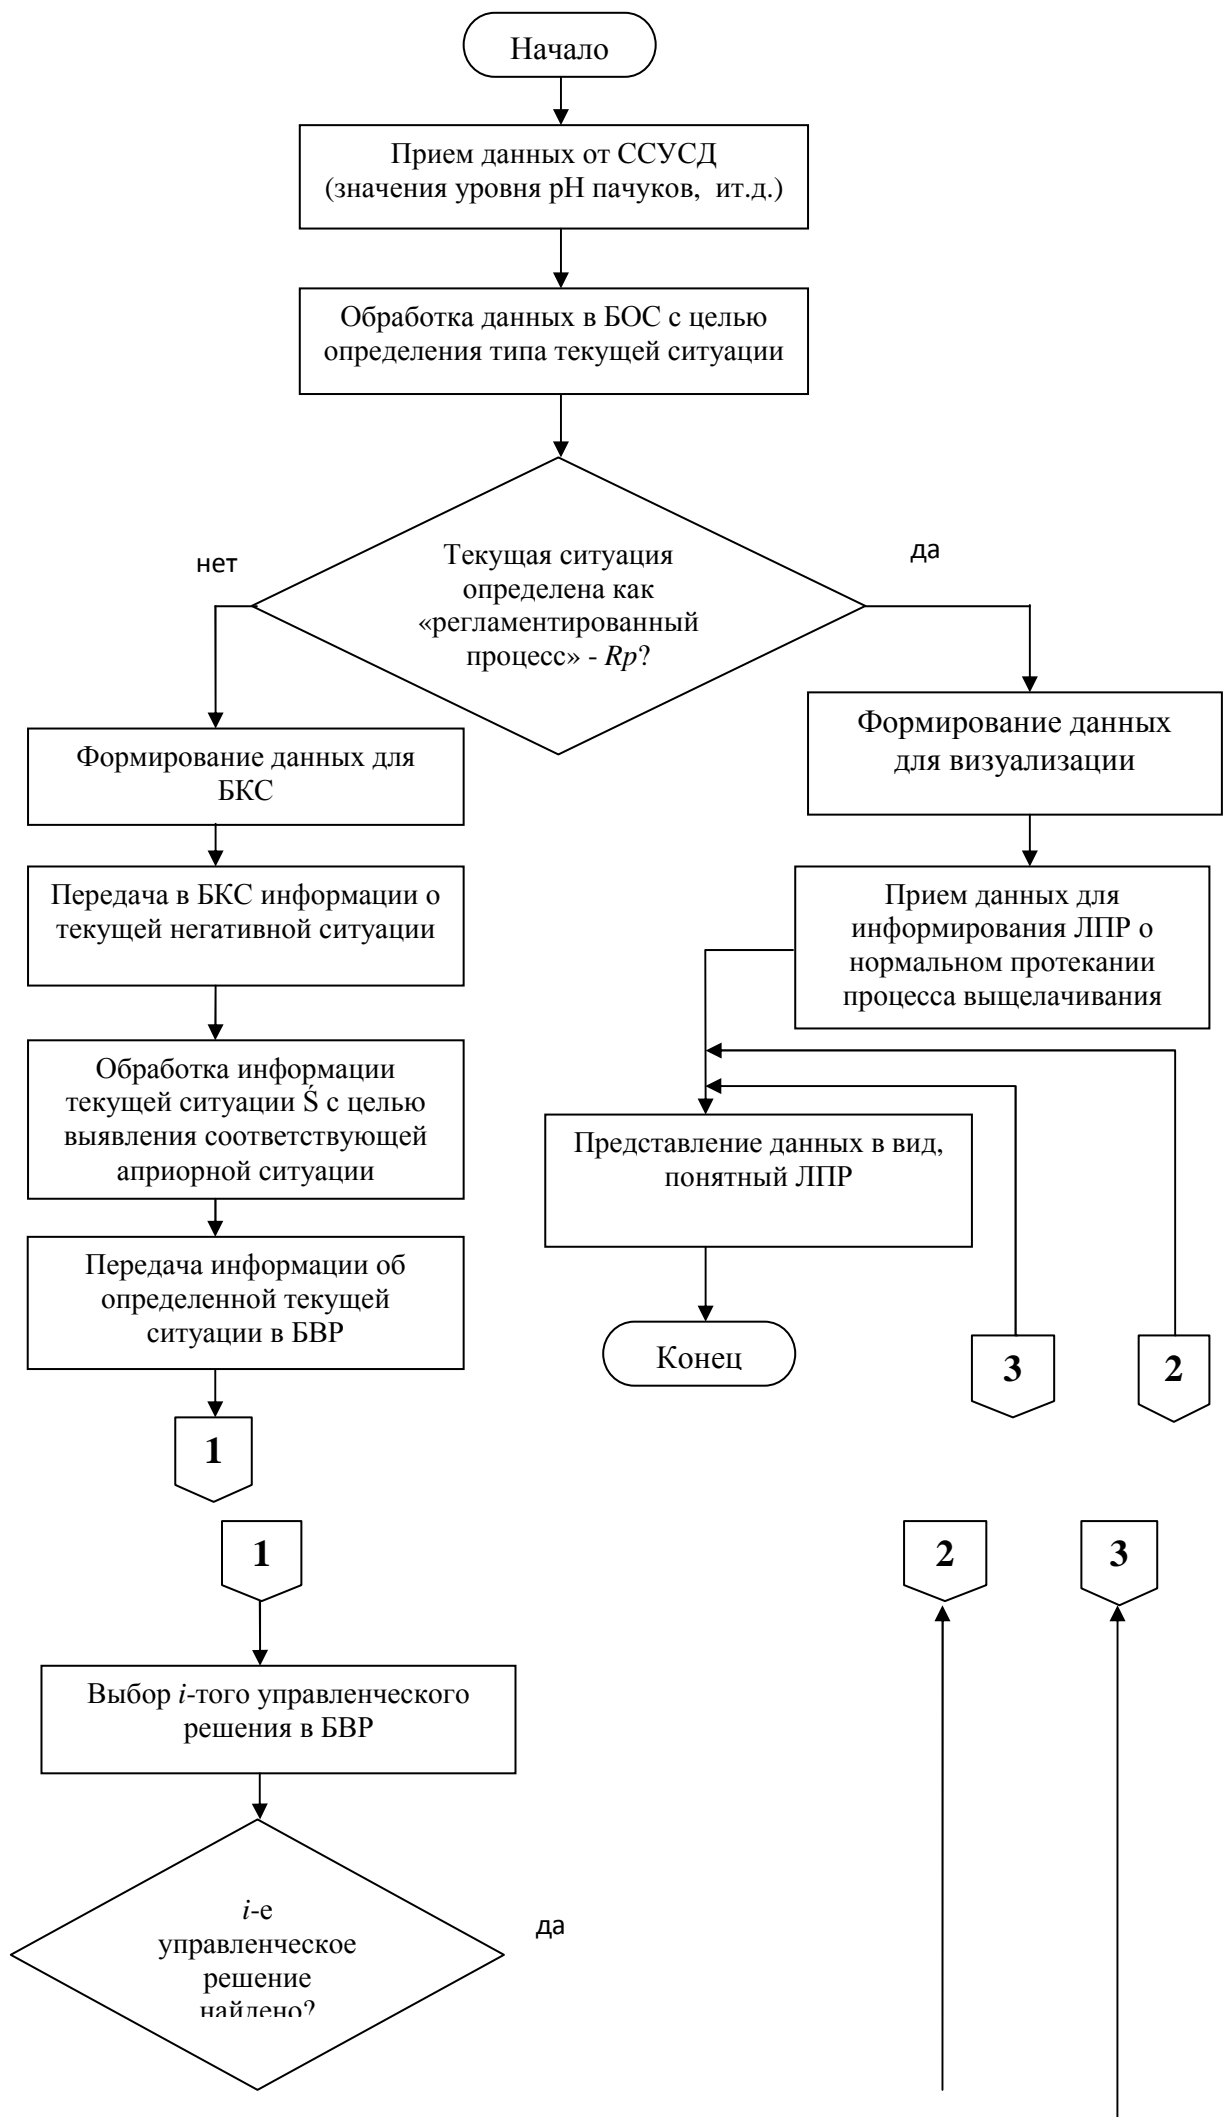 Начало
Прием данных от ССУСД
(значения уровня pH пачуков, ит.д.)
Обработка данных в БОС с целью
определения типа текущей ситуации
Текущая ситуация
определена как
«регламентированный
процесс» - Rp?
нет
да
Формирование данных для
БКС
Передача в БКС информации о
текущей негативной ситуации
Обработка информации
текущей ситуации Ś с целью
выявления соответствующей
априорной ситуации
Передача информации об
определенной текущей
ситуации в БВР
1
Формирование данных
для визуализации
Прием данных для
информирования ЛПР о
нормальном протекании
процесса выщелачивания
Представление данных в вид,
понятный ЛПР
Конец
3
2
1
2
3
Выбор i-того управленческого
решения в БВР
i-е
управленческое
решение
найдено?
да